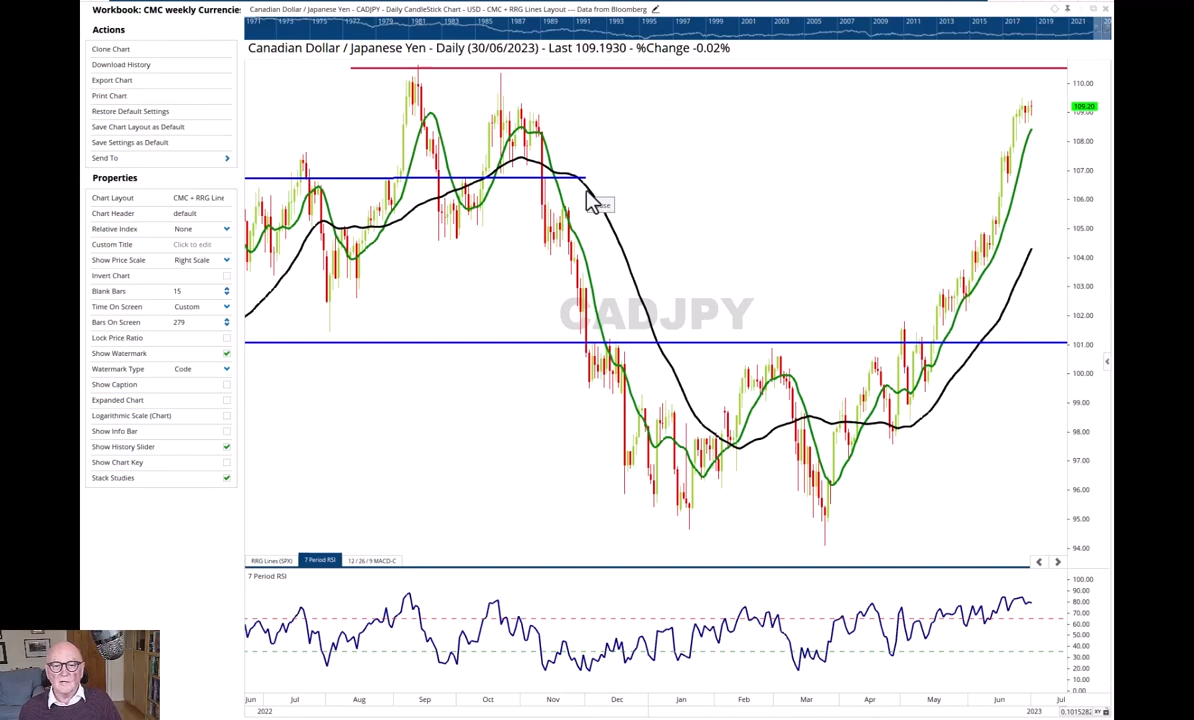 Workbook: CMC weekly Currencies
Canadian Dollar / Japanese Yen - CADJPY - Daily CandleStick Chart - USD - CMC + RRG Lines Layout --- Data from Bloomberg
1971 1973 1975 1977 1979 1981 1983 1985 1987 1989 1991 1993 1995 1997 1999 2001 2003 2005 2007 2009 2011 2013 2015 2017 2019 2021
Canadian Dollar / Japanese Yen - Daily (30/06/2023) - Last 109.1930 - %Change -0.02%
Actions
Clone Chart
Download History
Export Chart
Print Chart
Restore Default Settings
Save Chart Layout as Default
Save Settings as Default
Send To
Properties
Chart Layout CMC + RRG Line
Chart Header default
Relative Index None
Custom Title Click to edit
Show Price Scale Right Scale
Invert Chart
Blank Bars 15
Time On Screen Custom
Bars On Screen 279
Lock Price Ratio
Show Watermark
Watermark Type Code
Show Caption
Expanded Chart
Logarithmic Scale (Chart)
Show Info Bar
Show History Slider
Show Chart Key
Stack Studies
CADJPY
110.00
109.20
109.00
108.00
107.00
106.00
105.00
104.00
103.00
102.00
101.00
100.00
99.00
98.00
97.00
96.00
95.00
94.00
RRG Lines (SPX) 7 Period RSI 12 / 26 / 9 MACD-C
7 Period RSI
100.00
90.00
80.00
70.00
60.00
50.00
40.00
30.00
20.00
10.00
0.00
Jun Jul Aug Sep Oct Nov Dec Jan Feb Mar Apr May Jun Jul
2022 2023
0.1015282 XY